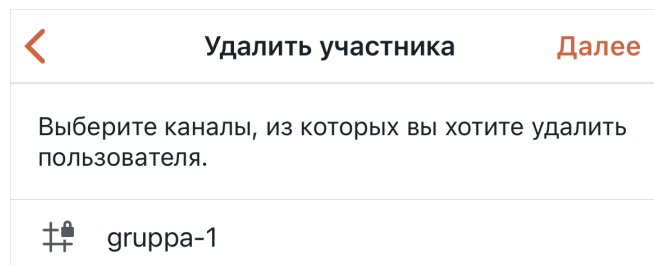 Удалить участника Далее
Выберите каналы, из которых вы хотите удалить
пользователя.
gruppa-1